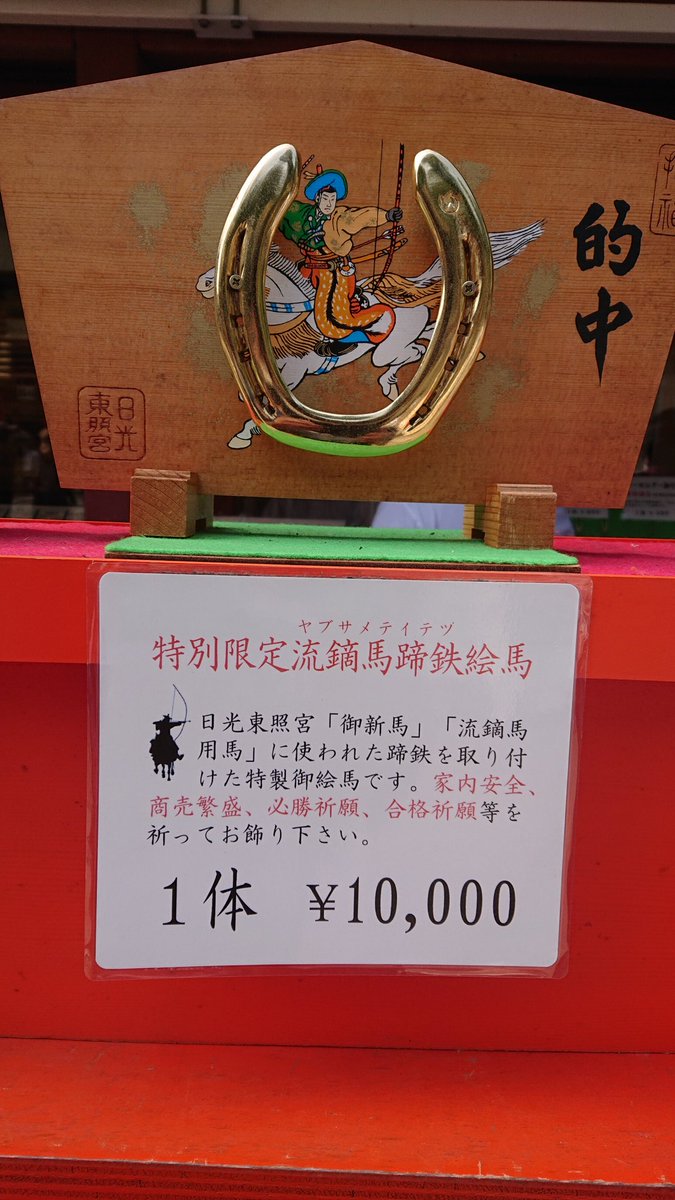 的中
日光
東照宮
ヤブサメテイテツ
特別限定流鏑馬蹄鉄絵馬
日光東照宮「御新馬」「流鏑馬
用馬」に使われた蹄鉄を取り付
けた特製御絵馬です。家内安全、
商売繁盛、必勝祈願、合格祈願等を
祈ってお飾り下さい。
1体 ¥10,000